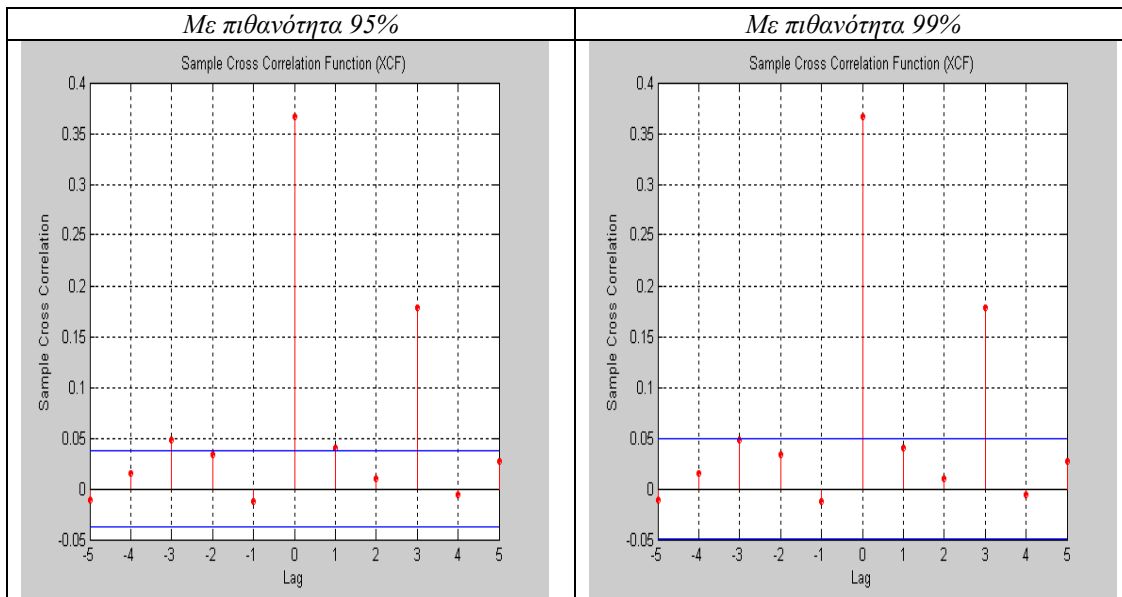 Με πιθανότητα 95%
Με πιθανότητα 99%
Sample Cross Correlation Function (XCF)
0.4
0.35
0.3
0.25
0.2
0.15
0.1
0.05
0
-0.05
Sample Cross Correlation
-5 -4 -3 -2 -1 0 1 2 3 4 5
Lag
Sample Cross Correlation Function (XCF)
0.4
0.35
0.3
0.25
0.2
0.15
0.1
0.05
0
-0.05
Sample Cross Correlation
-5 -4 -3 -2 -1 0 1 2 3 4 5
Lag